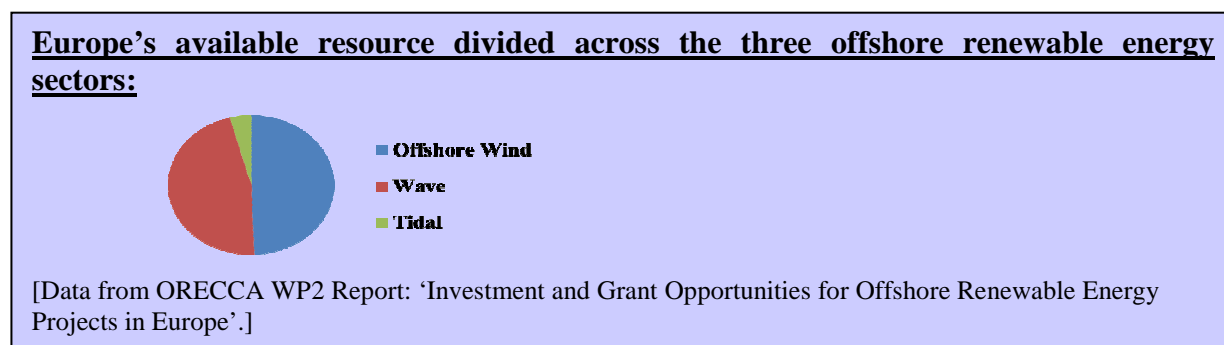 Europe’s available resource divided across the three offshore renewable energy
sectors:
Offshore Wind
Wave
Tidal
[Data from ORECCA WP2 Report: ‘Investment and Grant Opportunities for Offshore Renewable Energy
Projects in Europe’.]